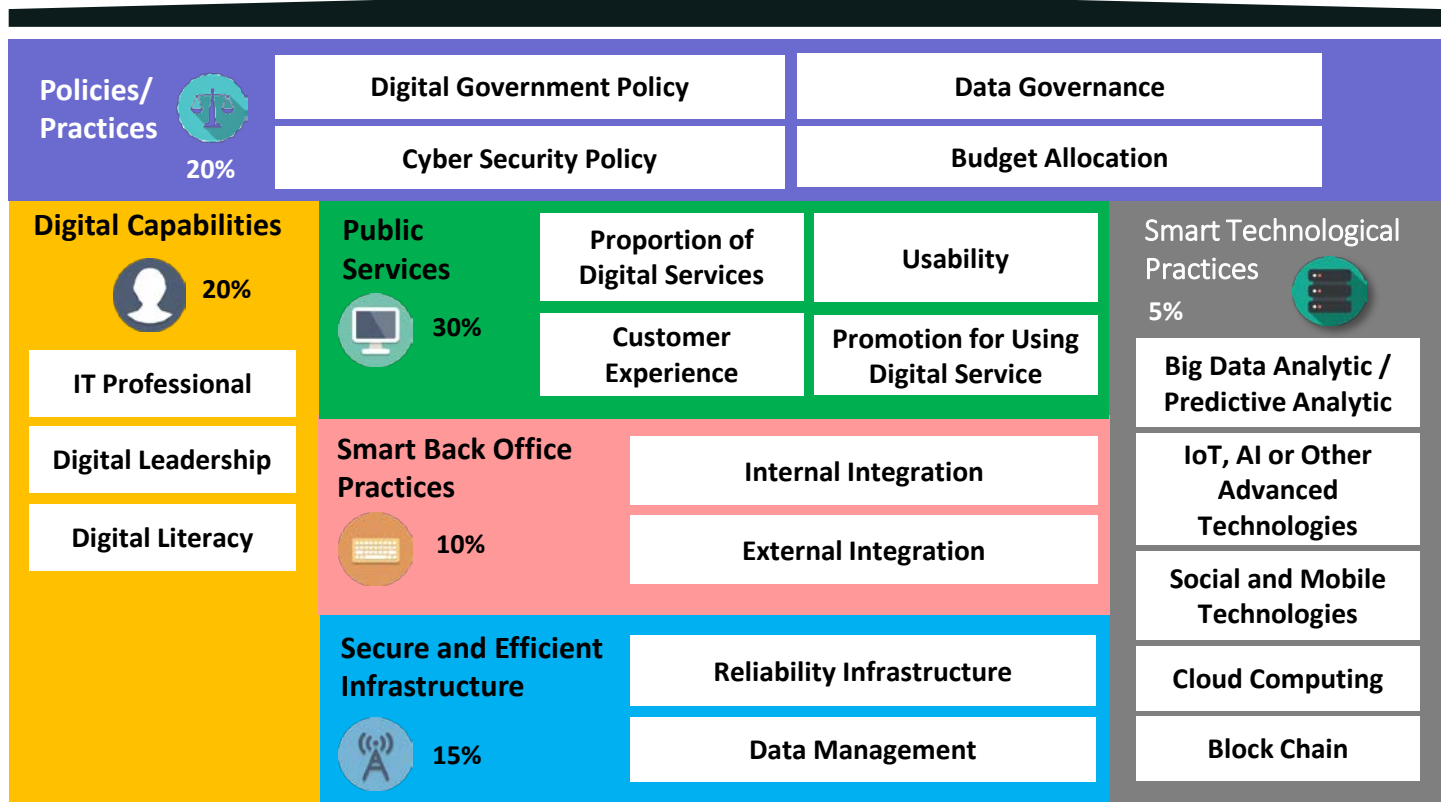 Policies/
Practices
20%
Digital Government Policy
Data Governance
Cyber Security Policy
Budget Allocation
Digital Capabilities
20%
IT Professional
Digital Leadership
Digital Literacy
Public
Services
30%
Proportion of
Digital Services
Usability
Customer
Experience
Promotion for Using
Digital Service
Smart Back Office
Practices
10%
Internal Integration
External Integration
Secure and Efficient
Infrastructure
15%
Reliability Infrastructure
Data Management
Smart Technological
Practices
5%
Big Data Analytic /
Predictive Analytic
IoT, AI or Other
Advanced
Technologies
Social and Mobile
Technologies
Cloud Computing
Block Chain